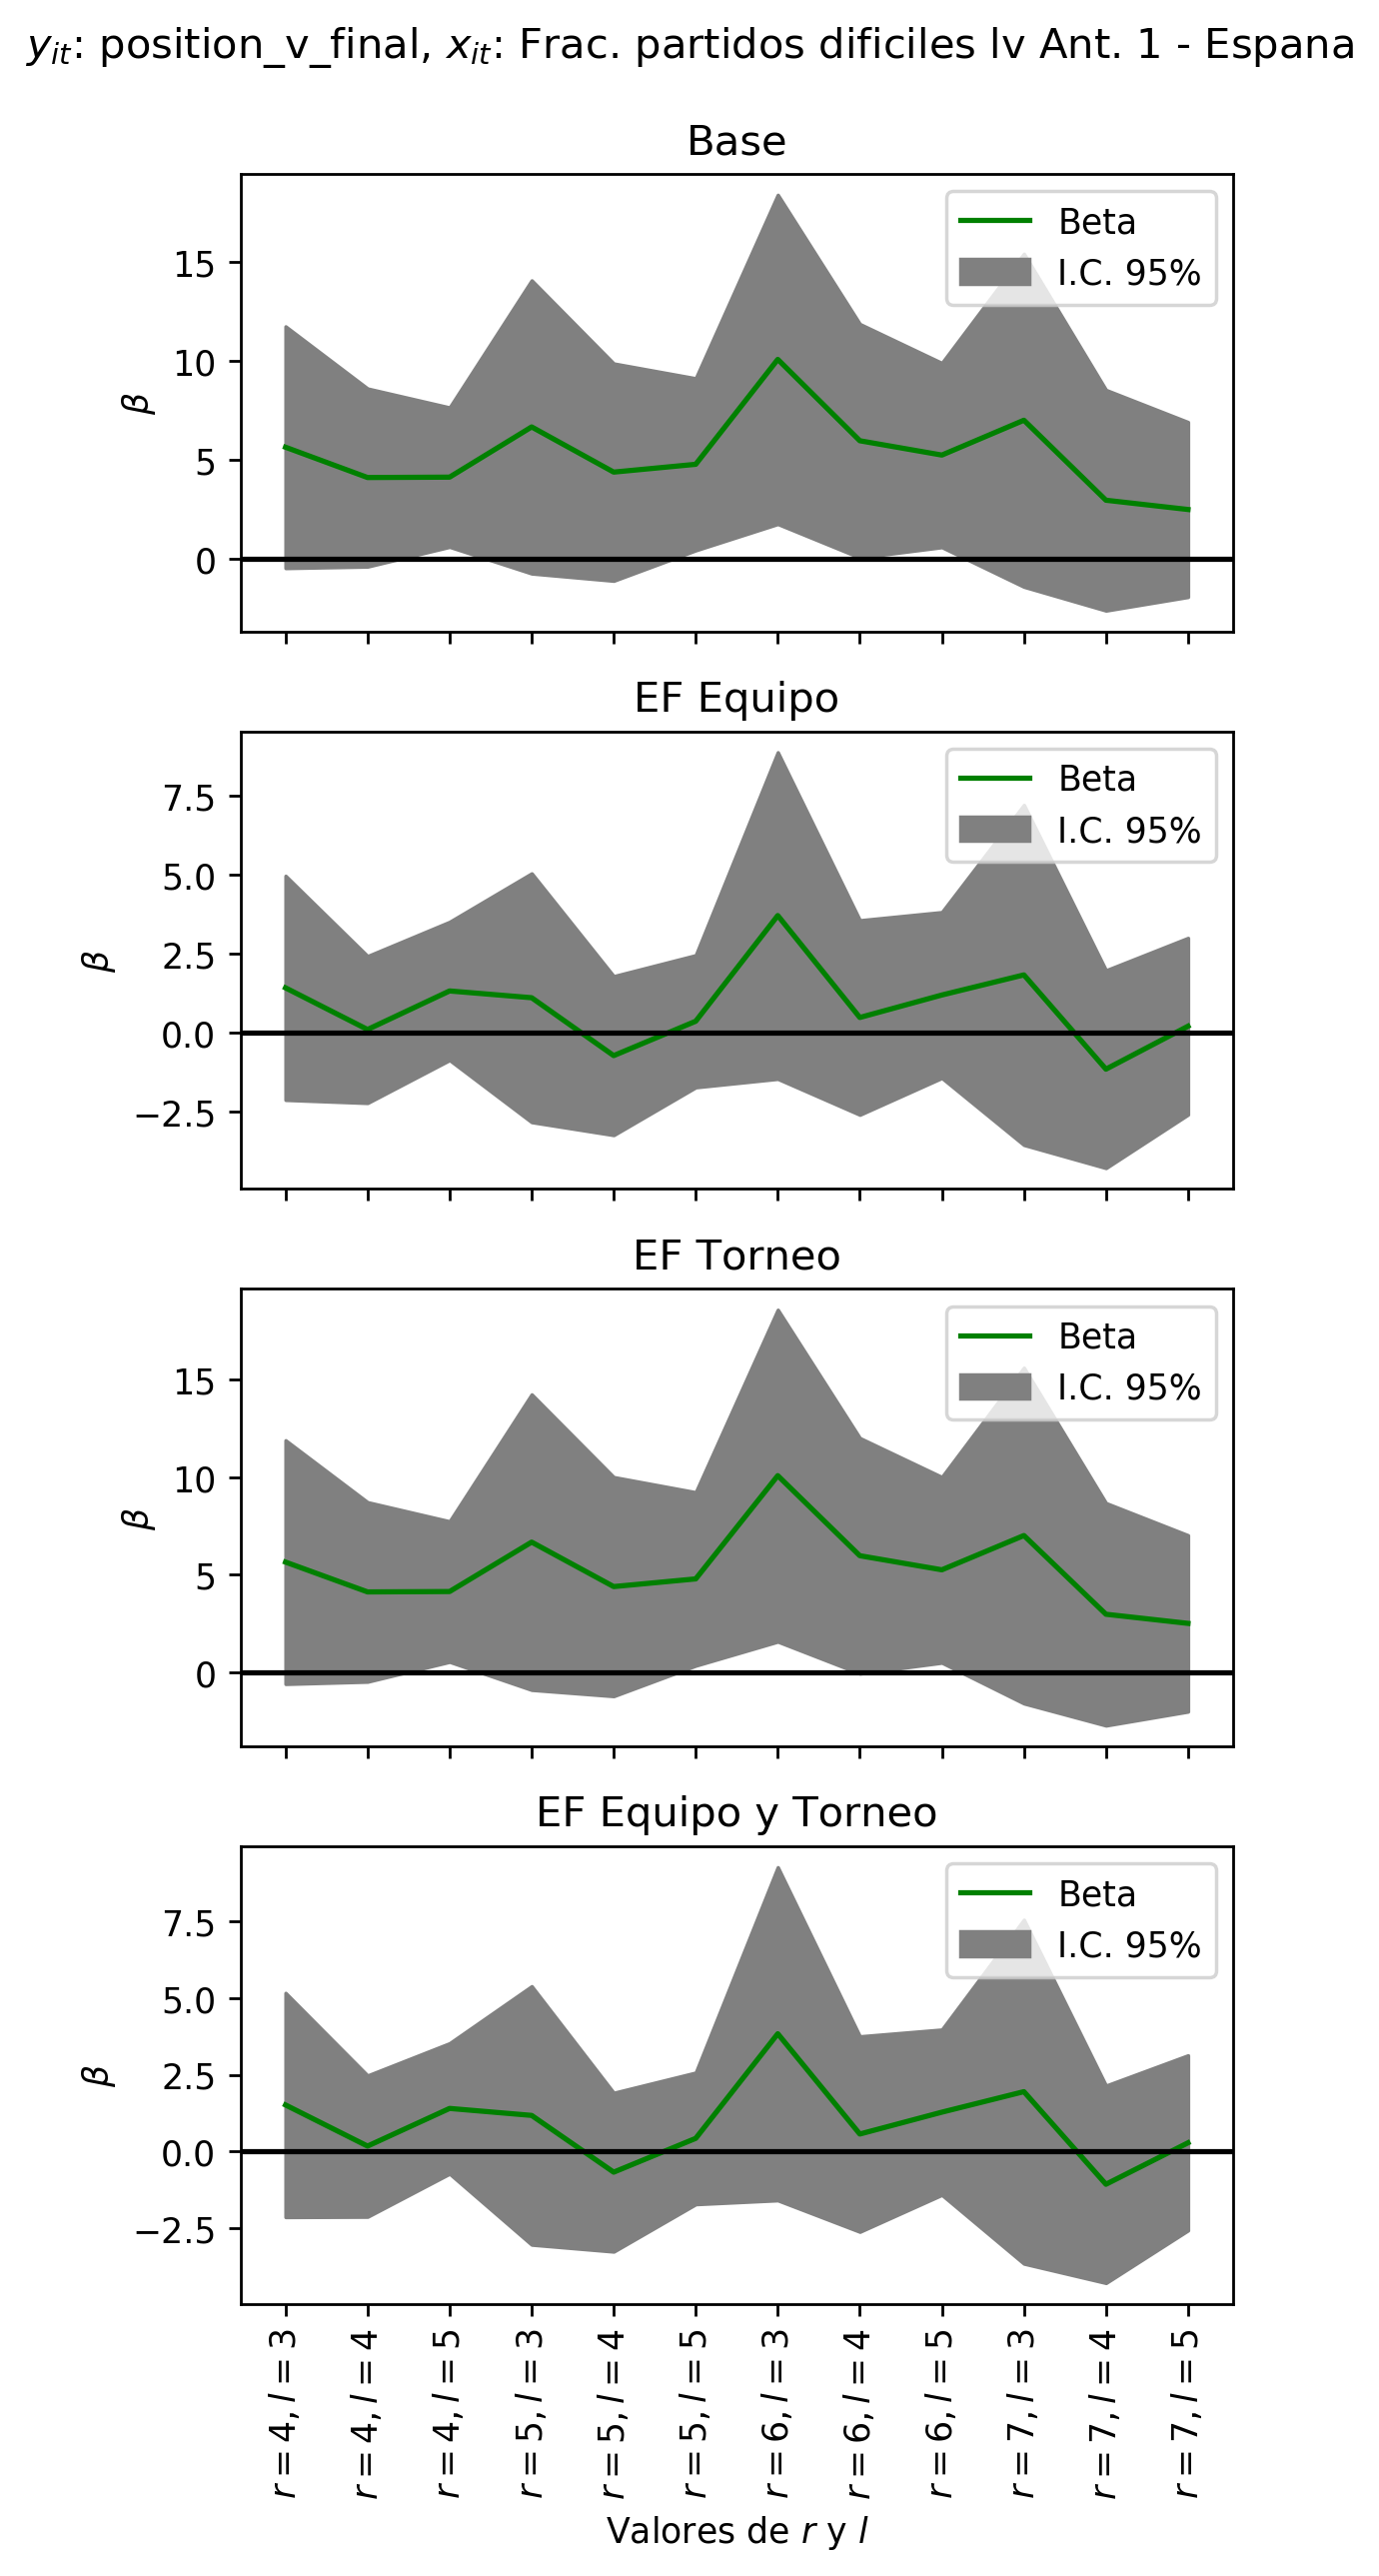 y_{it}: position_v_final, x_{it}: Frac. partidos dificiles lv Ant. 1 - Espana
Base
Beta
I.C. 95%
15
10
5
0
β
EF Equipo
Beta
I.C. 95%
7.5
5.0
2.5
0.0
−2.5
β
EF Torneo
Beta
I.C. 95%
15
10
5
0
β
EF Equipo y Torneo
Beta
I.C. 95%
7.5
5.0
2.5
0.0
−2.5
β
r = 4, l = 3
r = 4, l = 4
r = 4, l = 5
r = 5, l = 3
r = 5, l = 4
r = 5, l = 5
r = 6, l = 3
r = 6, l = 4
r = 6, l = 5
r = 7, l = 3
r = 7, l = 4
r = 7, l = 5
Valores de r y l